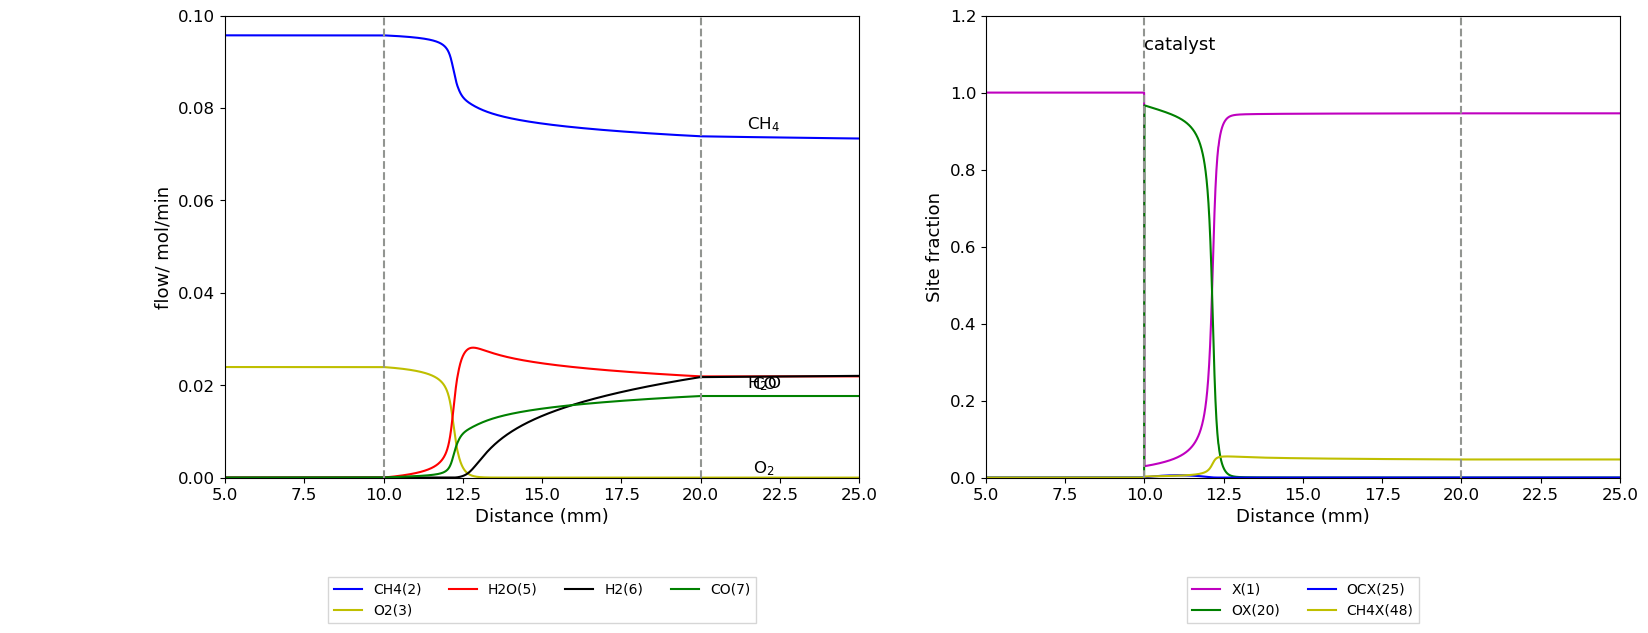 0.10
0.08
0.06
0.04
0.02
0.00
flow/ mol/min
CH₄
H₂O
CO
O₂
5.0 7.5 10.0 12.5 15.0 17.5 20.0 22.5 25.0
Distance (mm)
CH4(2) H2O(5) H2(6) CO(7)
O2(3)
1.2
1.0
0.8
0.6
0.4
0.2
0.0
Site fraction
catalyst
5.0 7.5 10.0 12.5 15.0 17.5 20.0 22.5 25.0
Distance (mm)
X(1) OCX(25)
OX(20) CH4X(48)